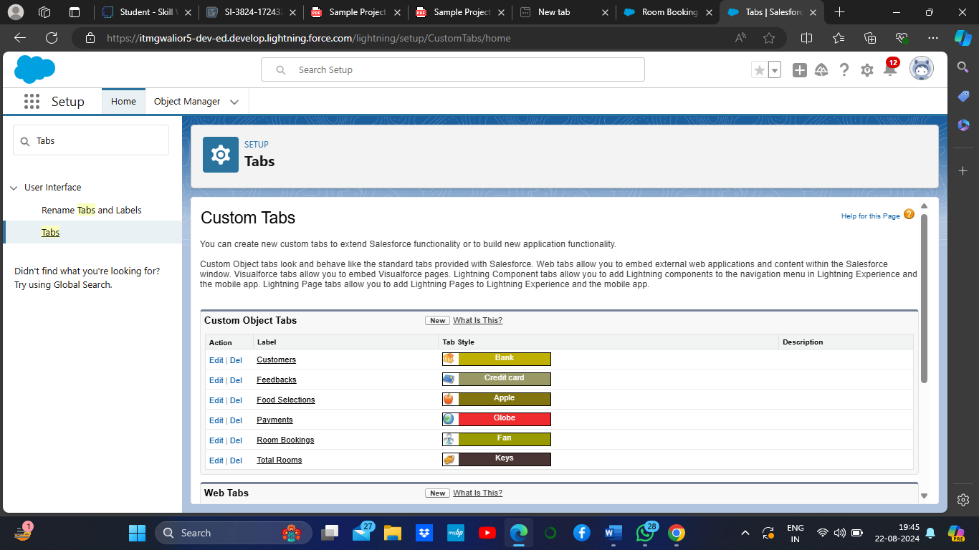 Student - Skill V
SI-3824-17243
Sample Project
Sample Project
New tab
Room Booking
Tabs | Salesforc
https://itmgwalior5-dev-ed.develop.lightning.force.com/lightning/setup/CustomTabs/home
Search Setup
12
Setup
Home
Object Manager
Tabs
User Interface
Rename Tabs and Labels
Tabs
Didn't find what you're looking for?
Try using Global Search.
SETUP
Tabs
Custom Tabs
Help for this Page
You can create new custom tabs to extend Salesforce functionality or to build new application functionality.
Custom Object tabs look and behave like the standard tabs provided with Salesforce. Web tabs allow you to embed external web applications and content within the Salesforce
window. Visualforce tabs allow you to embed Visualforce pages. Lightning Component tabs allow you to add Lightning components to the navigation menu in Lightning Experience and
the mobile app. Lightning Page tabs allow you to add Lightning Pages to Lightning Experience and the mobile app.
Custom Object Tabs New What Is This?
Action Label Tab Style Description
Edit | Del Customers Bank
Edit | Del Feedbacks Credit card
Edit | Del Food Selections Apple
Edit | Del Payments Globe
Edit | Del Room Bookings Fan
Edit | Del Total Rooms Keys
Web Tabs New What Is This?
1
Search
27
28
ENG
IN
19:45
22-08-2024